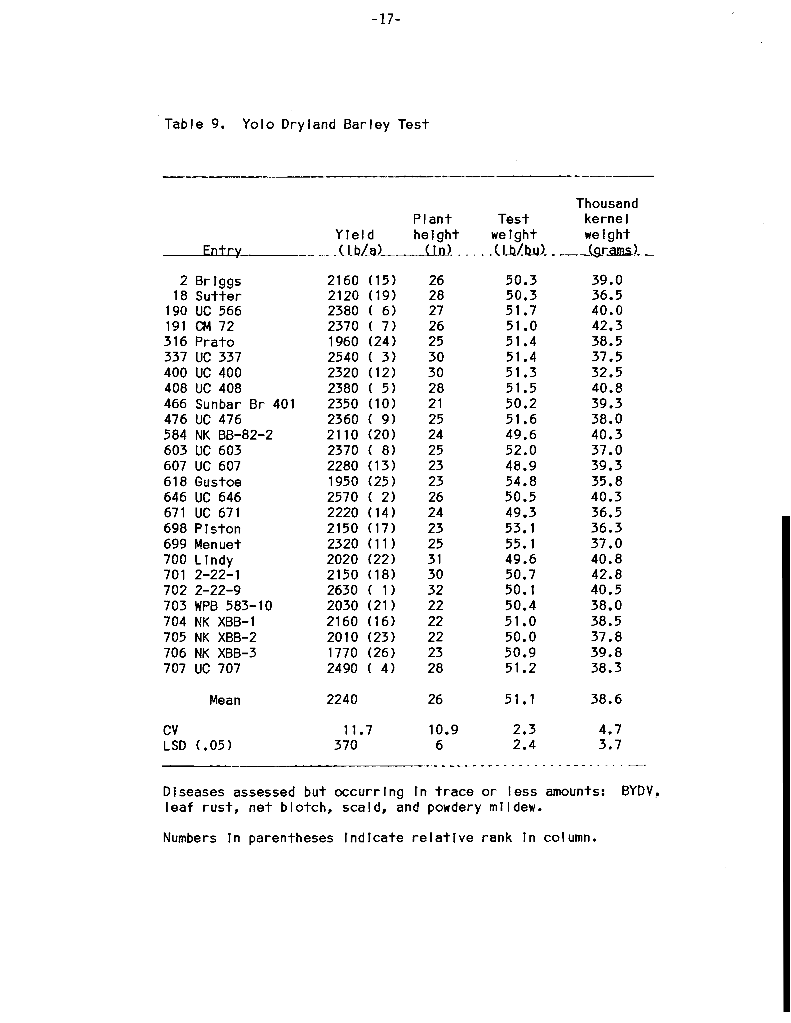 -17-
Table 9. Yolo Dryland Barley Test
Thousand
Plant Test kernel
Yield height weight weight
Entry (lb/a) (in) (lb/bu) (grams)
2 Briggs 2160 (15) 26 50.3 39.0
18 Sutter 2120 (19) 28 50.3 36.5
190 UC 566 2380 ( 6) 27 51.7 40.0
191 CM 72 2370 ( 7) 26 51.0 42.3
316 Prato 1960 (24) 25 51.4 38.5
337 UC 337 2540 ( 3) 30 51.4 37.5
400 UC 400 2320 (12) 30 51.3 32.5
408 UC 408 2380 ( 5) 28 51.5 40.8
466 Sunbar Br 401 2350 (10) 21 50.2 39.3
476 UC 476 2360 ( 9) 25 51.6 38.0
584 NK BB-82-2 2110 (20) 24 49.6 40.3
603 UC 603 2370 ( 8) 25 52.0 37.0
607 UC 607 2280 (13) 23 48.9 39.3
618 Gustoe 1950 (25) 23 54.8 35.8
646 UC 646 2570 ( 2) 26 50.5 40.3
671 UC 671 2220 (14) 24 49.3 36.5
698 Piston 2150 (17) 23 53.1 36.3
699 Menuet 2320 (11) 25 55.1 37.0
700 Lindy 2020 (22) 31 49.6 40.8
701 2-22-1 2150 (18) 30 50.7 42.8
702 2-22-9 2630 ( 1) 32 50.1 40.5
703 WPB 583-10 2030 (21) 22 50.4 38.0
704 NK XBB-1 2160 (16) 22 51.0 38.5
705 NK XBB-2 2010 (23) 22 50.0 37.8
706 NK XBB-3 1770 (26) 23 50.9 39.8
707 UC 707 2490 ( 4) 28 51.2 38.3
Mean 2240 26 51.1 38.6
CV 11.7 10.9 2.3 4.7
LSD (.05) 370 6 2.4 3.7
Diseases assessed but occurring in trace or less amounts: BYDV,
leaf rust, net blotch, scald, and powdery mildew.
Numbers in parentheses indicate relative rank in column.